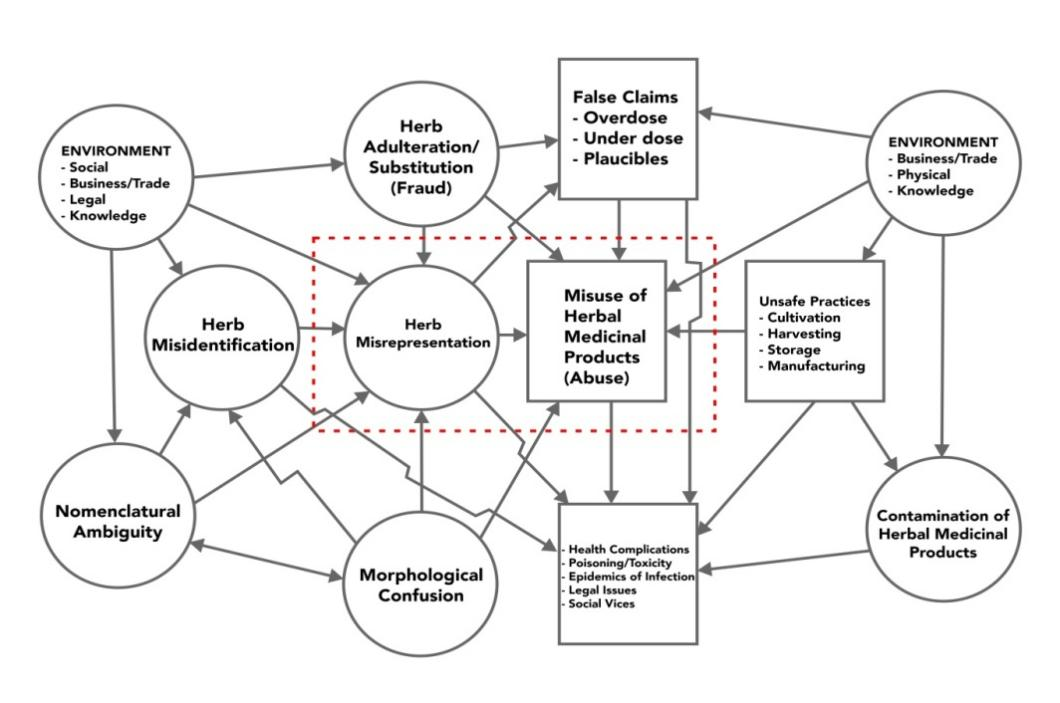 ENVIRONMENT
- Social
- Business/Trade
- Legal
- Knowledge
Herb
Adulteration/
Substitution
(Fraud)
False Claims
- Overdose
- Under dose
- Plaucibles
ENVIRONMENT
- Business/Trade
- Physical
- Knowledge
Herb
Misidentification
Herb
Misrepresentation
Misuse of
Herbal
Medicinal
Products
(Abuse)
Unsafe Practices
- Cultivation
- Harvesting
- Storage
- Manufacturing
Nomenclatural
Ambiguity
Morphological
Confusion
- Health Complications
- Poisoning/Toxicity
- Epidemics of Infection
- Legal Issues
- Social Vices
Contamination of
Herbal Medicinal
Products